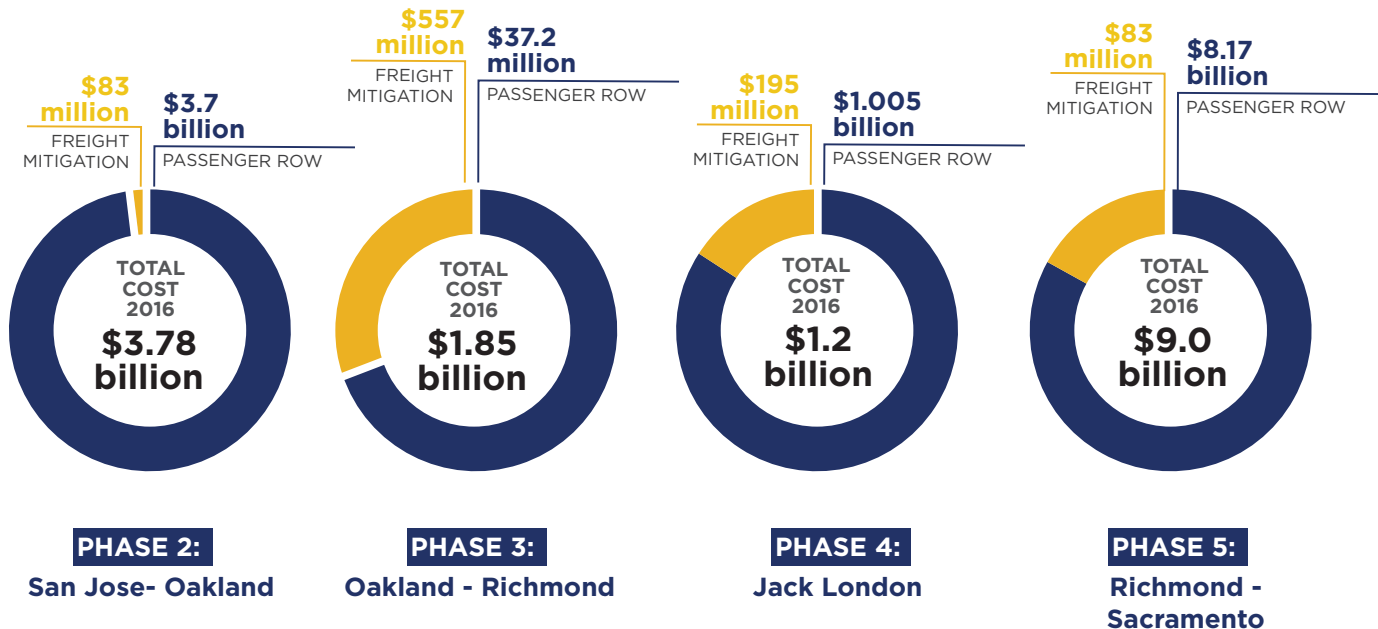 $83
million
FREIGHT
MITIGATION
$3.7
billion
PASSENGER ROW
TOTAL
COST
2016
$3.78
billion
PHASE 2:
San Jose- Oakland
$557
million
FREIGHT
MITIGATION
$37.2
million
PASSENGER ROW
TOTAL
COST
2016
$1.85
billion
PHASE 3:
Oakland - Richmond
$195
million
FREIGHT
MITIGATION
$1.005
billion
PASSENGER ROW
TOTAL
COST
2016
$1.2
billion
PHASE 4:
Jack London
$83
million
FREIGHT
MITIGATION
$8.17
billion
PASSENGER ROW
TOTAL
COST
2016
$9.0
billion
PHASE 5:
Richmond -
Sacramento